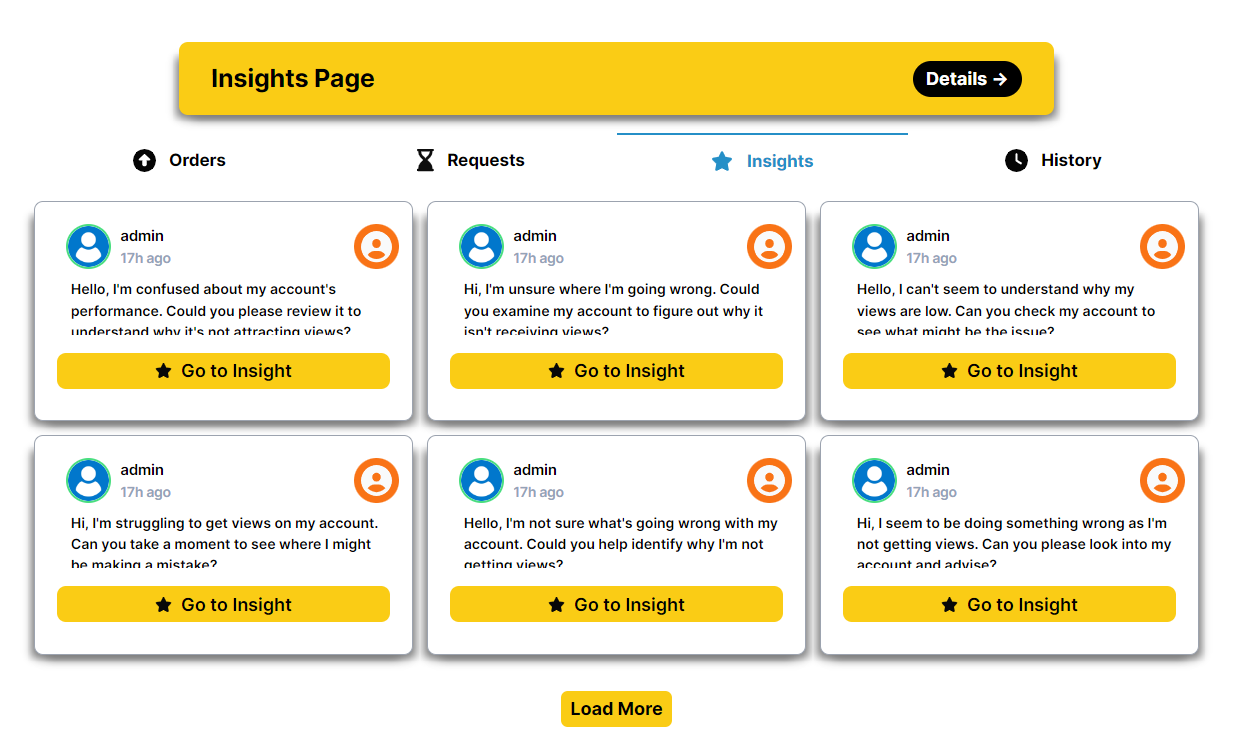 Insights Page
Details →
Orders
Requests
Insights
History
admin
17h ago
Hello, I'm confused about my account's
performance. Could you please review it to
understand why it's not attracting views?
Go to Insight
admin
17h ago
Hi, I'm unsure where I'm going wrong. Could
you examine my account to figure out why it
isn't receiving views?
Go to Insight
admin
17h ago
Hello, I can't seem to understand why my
views are low. Can you check my account to
see what might be the issue?
Go to Insight
admin
17h ago
Hi, I'm struggling to get views on my account.
Can you take a moment to see where I might
be making a mistake?
Go to Insight
admin
17h ago
Hello, I'm not sure what's going wrong with my
account. Could you help identify why I'm not
getting views?
Go to Insight
admin
17h ago
Hi, I seem to be doing something wrong as I'm
not getting views. Can you please look into my
account and advise?
Go to Insight
Load More